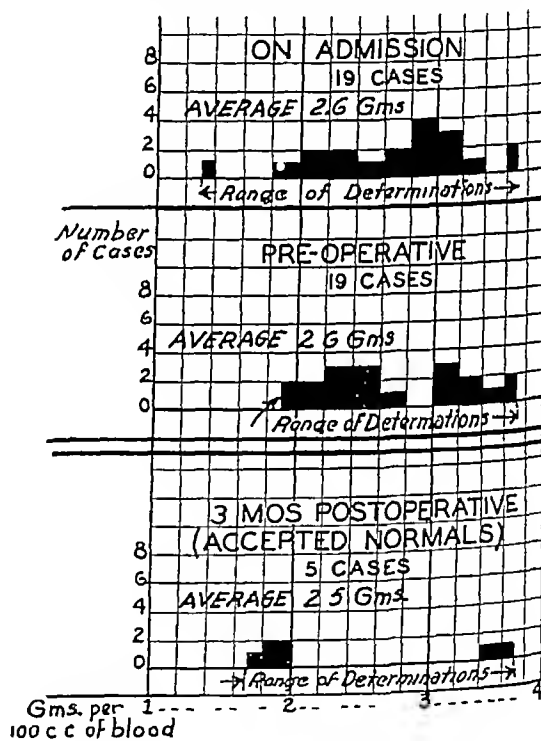 8
6
4
2
0
ON ADMISSION
19 CASES
AVERAGE 2.6 Gms
Range of Determinations
Number
of Cases
8
6
4
2
0
PRE-OPERATIVE
19 CASES
AVERAGE 2 6 Gms
Range of Determations
8
6
4
2
0
3 MOS POSTOPERATIVE
(ACCEPTED NORMALS)
5 CASES
AVERAGE 2 5 Gms.
Range of Determinations
Gms. per 1 2 3 4
100 c c of blood